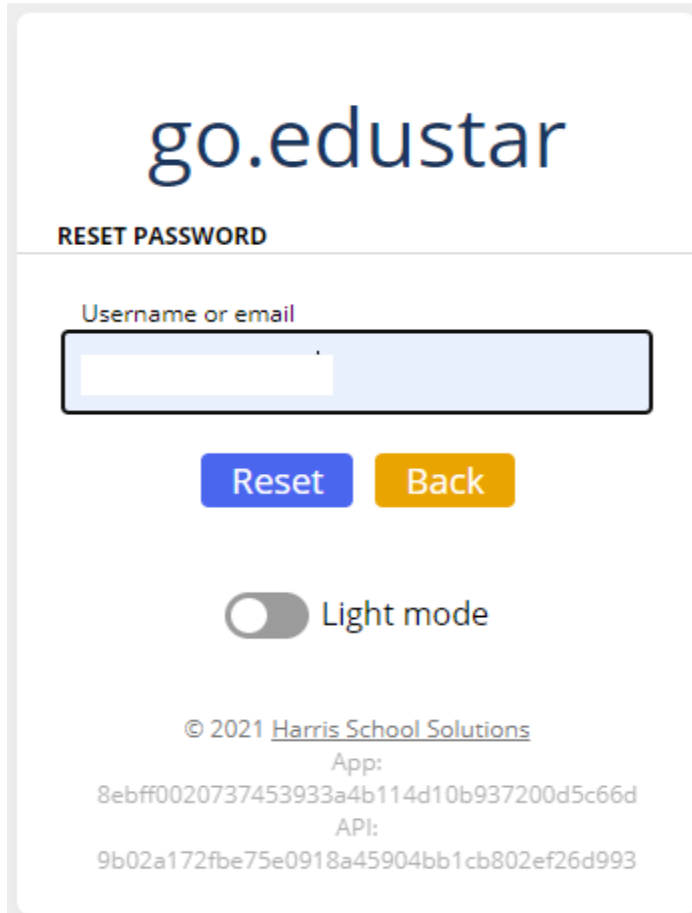 go.edustar
RESET PASSWORD
Username or email
Reset Back
Light mode
© 2021 Harris School Solutions
App:
8ebff0020737453933a4b114d10b937200d5c66d
API:
9b02a172fbe75e0918a45904bb1cb802ef26d993